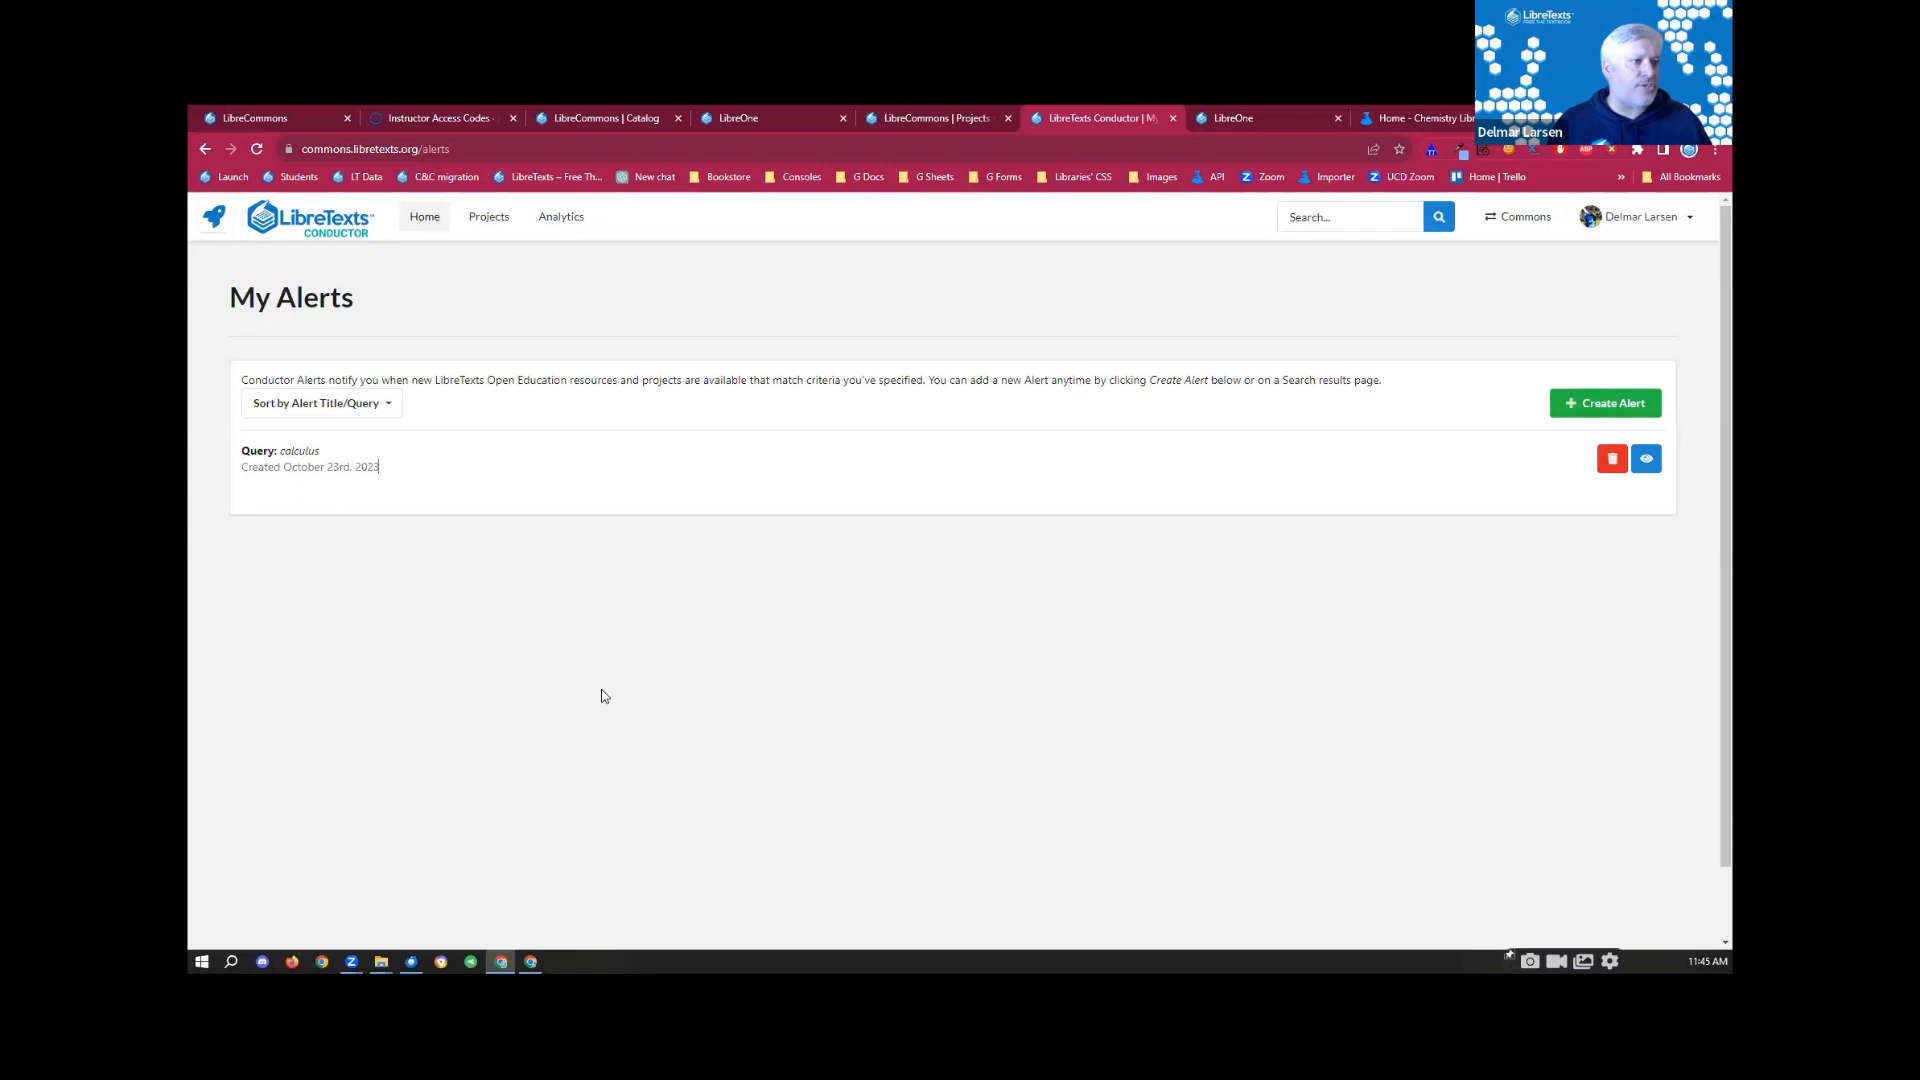 LibreTexts
FREE THE TEXTBOOK
Delmar Larsen
LibreCommons
Instructor Access Codes -
LibreCommons | Catalog
LibreOne
LibreCommons | Projects
LibreTexts Conductor | My
LibreOne
Home - Chemistry Libr
commons.libretexts.org/alerts
ABP
Launch
Students
LT Data
C&C migration
LibreTexts – Free Th...
New chat
Bookstore
Consoles
G Docs
G Sheets
G Forms
Libraries' CSS
Images
API
Zoom
Importer
UCD Zoom
Home | Trello
»
All Bookmarks
LibreTexts™
CONDUCTOR
Home
Projects
Analytics
Search...
Commons
Delmar Larsen
My Alerts
Conductor Alerts notify you when new LibreTexts Open Education resources and projects are available that match criteria you've specified. You can add a new Alert anytime by clicking Create Alert below or on a Search results page.
Sort by Alert Title/Query
+ Create Alert
Query: calculus
Created October 23rd, 2023
11:45 AM